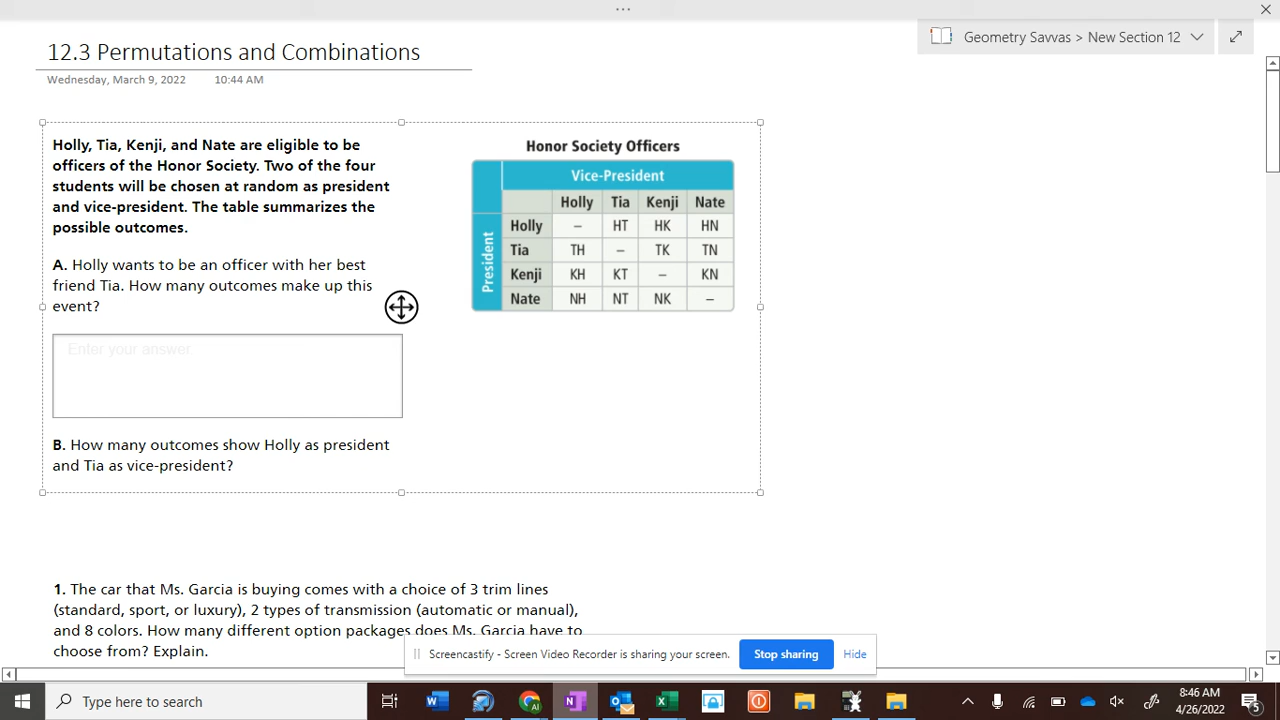 ...
Geometry Savvas > New Section 12
12.3 Permutations and Combinations
Wednesday, March 9, 2022 10:44 AM
Holly, Tia, Kenji, and Nate are eligible to be
officers of the Honor Society. Two of the four
students will be chosen at random as president
and vice-president. The table summarizes the
possible outcomes.
A. Holly wants to be an officer with her best
friend Tia. How many outcomes make up this
event?
Enter your answer.
B. How many outcomes show Holly as president
and Tia as vice-president?
Honor Society Officers
Vice-President
Holly Tia Kenji Nate
President
Holly – HT HK HN
Tia TH – TK TN
Kenji KH KT – KN
Nate NH NT NK –
1. The car that Ms. Garcia is buying comes with a choice of 3 trim lines
(standard, sport, or luxury), 2 types of transmission (automatic or manual),
and 8 colors. How many different option packages does Ms. Garcia have to
choose from? Explain.
Screencastify - Screen Video Recorder is sharing your screen. Stop sharing Hide
Type here to search
8:46 AM
4/26/2022
5